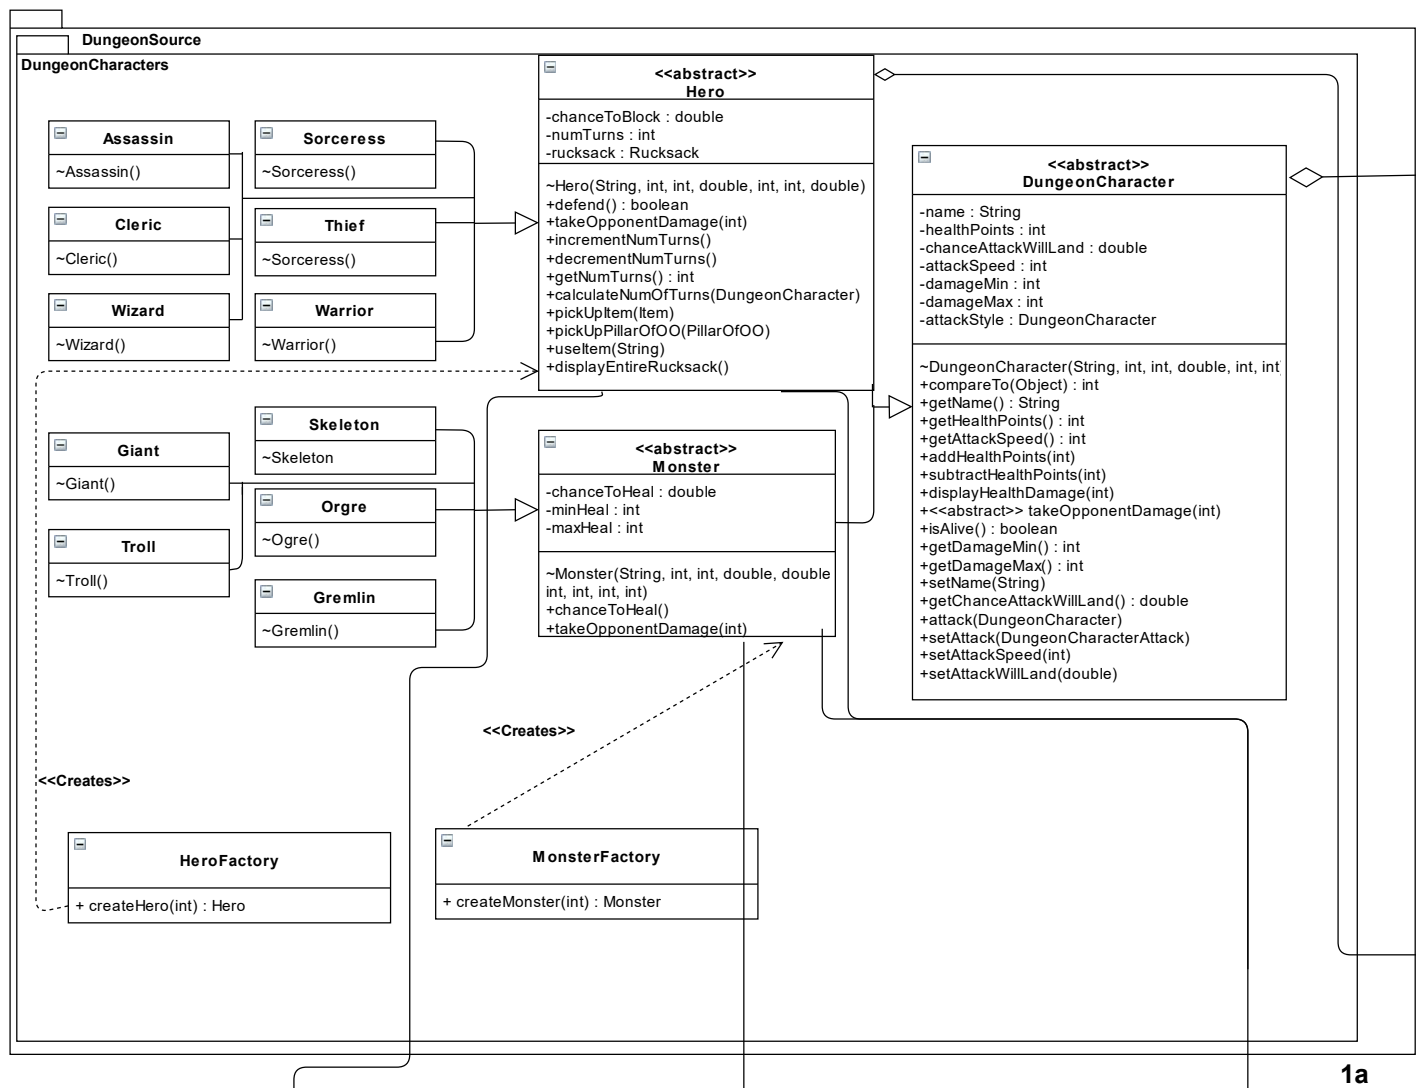 DungeonSource
DungeonCharacters
Assassin
~Assassin()
Sorceress
~Sorceress()
Cleric
~Cleric()
Thief
~Sorceress()
Wizard
~Wizard()
Warrior
~Warrior()
<<abstract>>
Hero
-chanceToBlock : double
-numTurns : int
-rucksack : Rucksack
~Hero(String, int, int, double, int, int, double)
+defend() : boolean
+takeOpponentDamage(int)
+incrementNumTurns()
+decrementNumTurns()
+getNumTurns() : int
+calculateNumOfTurns(DungeonCharacter)
+pickUpItem(Item)
+pickUpPillarOfOO(PillarOfOO)
+useItem(String)
+displayEntireRucksack()
<<abstract>>
DungeonCharacter
-name : String
-healthPoints : int
-chanceAttackWillLand : double
-attackSpeed : int
-damageMin : int
-damageMax : int
-attackStyle : DungeonCharacter
~DungeonCharacter(String, int, int, double, int, int
+compareTo(Object) : int
+getName() : String
+getHealthPoints() : int
+getAttackSpeed() : int
+addHealthPoints(int)
+subtractHealthPoints(int)
+displayHealthDamage(int)
+<<abstract>> takeOpponentDamage(int)
+isAlive() : boolean
+getDamageMin() : int
+getDamageMax() : int
+setName(String)
+getChanceAttackWillLand() : double
+attack(DungeonCharacter)
+setAttack(DungeonCharacterAttack)
+setAttackSpeed(int)
+setAttackWillLand(double)
Giant
~Giant()
Skeleton
~Skeleton
Orgre
~Ogre()
Troll
~Troll()
Gremlin
~Gremlin()
<<abstract>>
Monster
-chanceToHeal : double
-minHeal : int
-maxHeal : int
~Monster(String, int, int, double, double
int, int, int, int)
+chanceToHeal()
+takeOpponentDamage(int)
<<Creates>>
<<Creates>>
HeroFactory
+ createHero(int) : Hero
MonsterFactory
+ createMonster(int) : Monster
1a